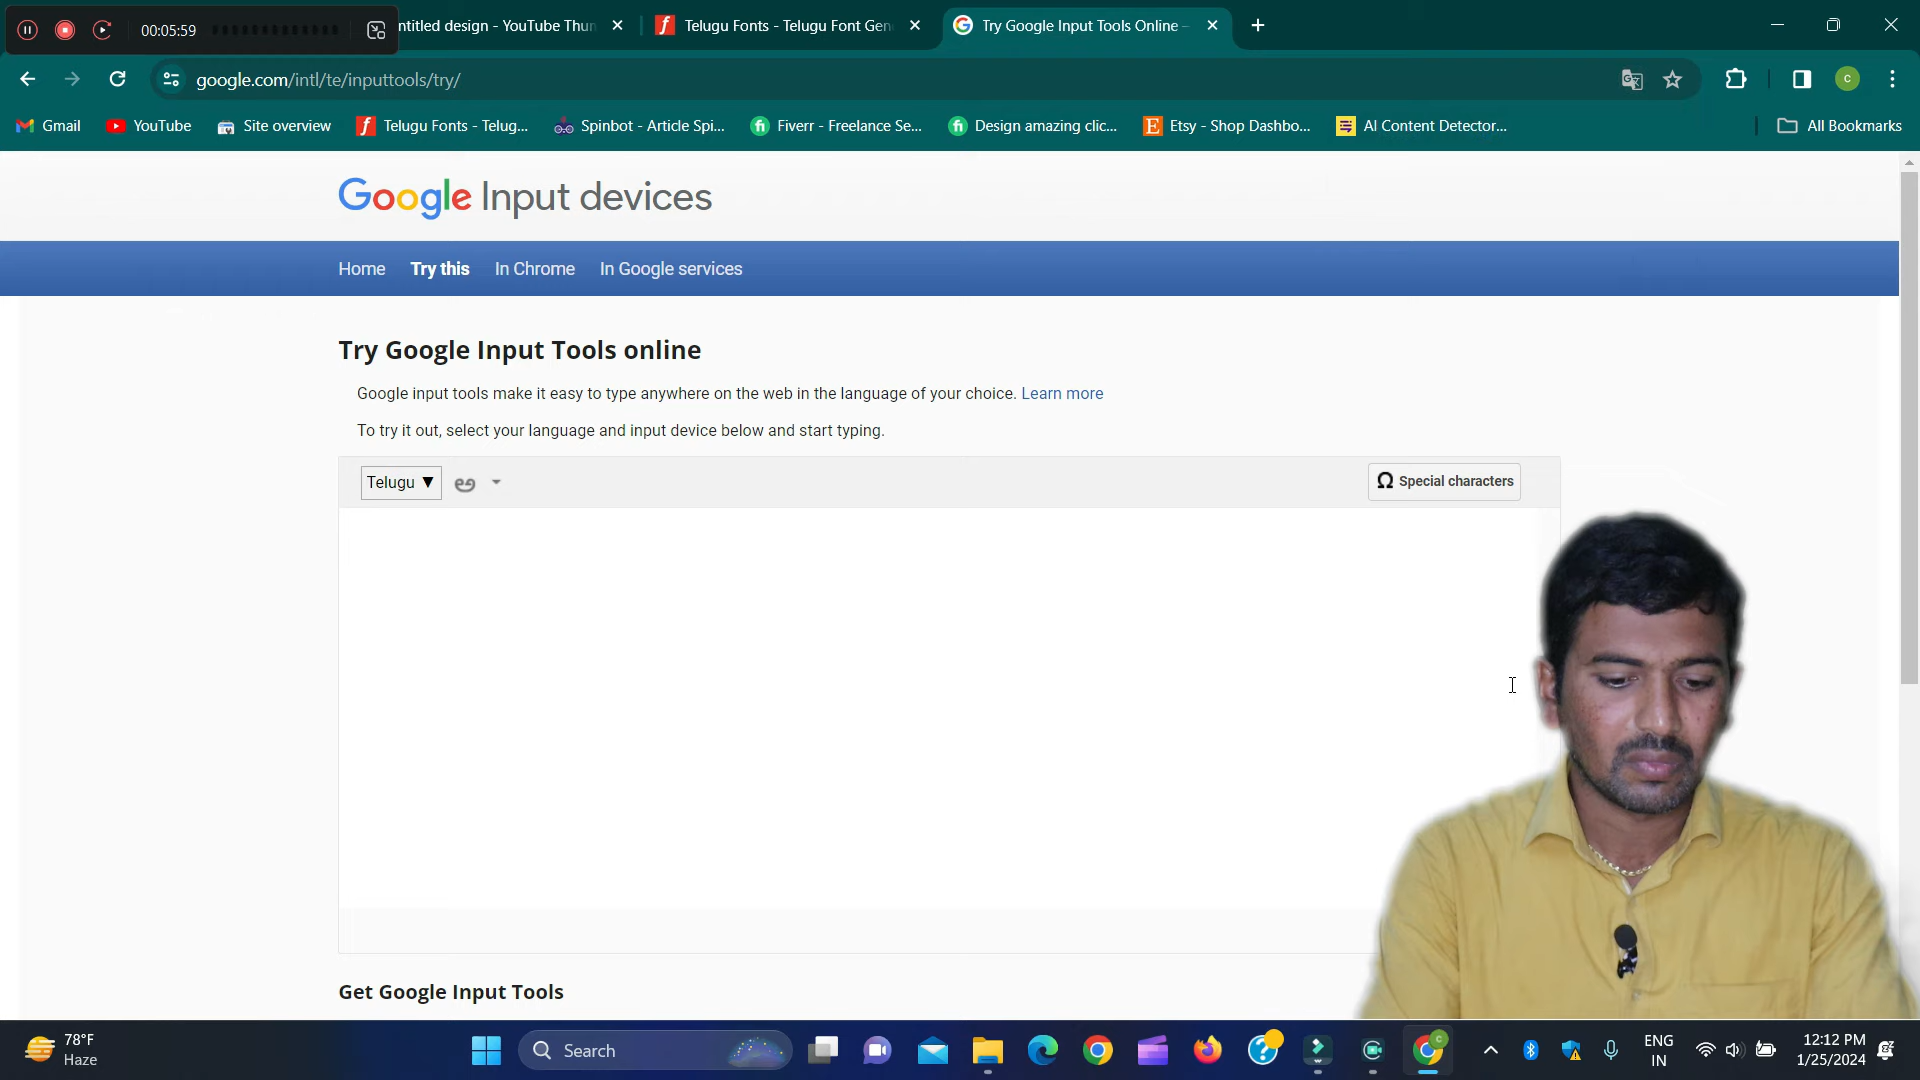 00:05:59
ntitled design - YouTube Thun
Telugu Fonts - Telugu Font Gen
Try Google Input Tools Online –
google.com/intl/te/inputtools/try/
C
Gmail
YouTube
Site overview
Telugu Fonts - Telug...
Spinbot - Article Spi...
Fiverr - Freelance Se...
Design amazing clic...
Etsy - Shop Dashbo...
AI Content Detector...
All Bookmarks
Google Input devices
Home
Try this
In Chrome
In Google services
Try Google Input Tools online
Google input tools make it easy to type anywhere on the web in the language of your choice. Learn more
To try it out, select your language and input device below and start typing.
Telugu ▼
అ
Ω Special characters
Get Google Input Tools
78°F
Haze
Search
ENG
IN
12:12 PM
1/25/2024